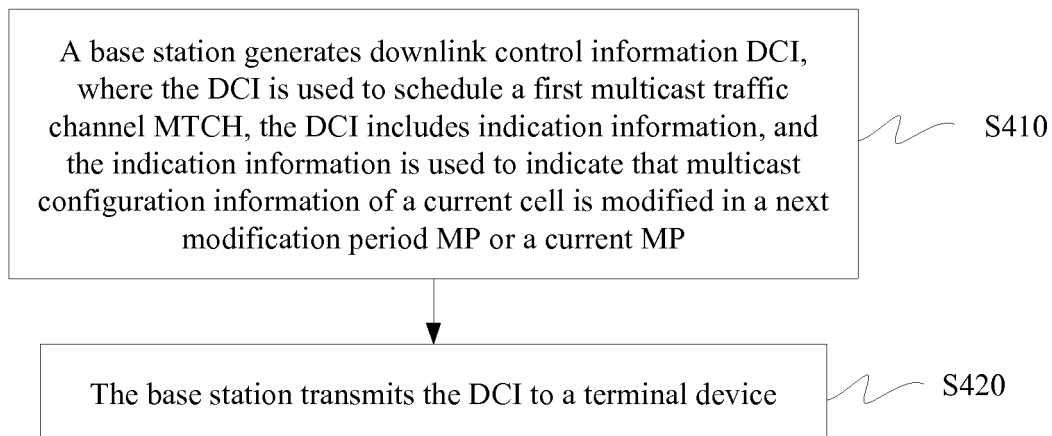 A base station generates downlink control information DCI,
where the DCI is used to schedule a first multicast traffic
channel MTCH, the DCI includes indication information, and
the indication information is used to indicate that multicast
configuration information of a current cell is modified in a next
modification period MP or a current MP
S410
The base station transmits the DCI to a terminal device
S420